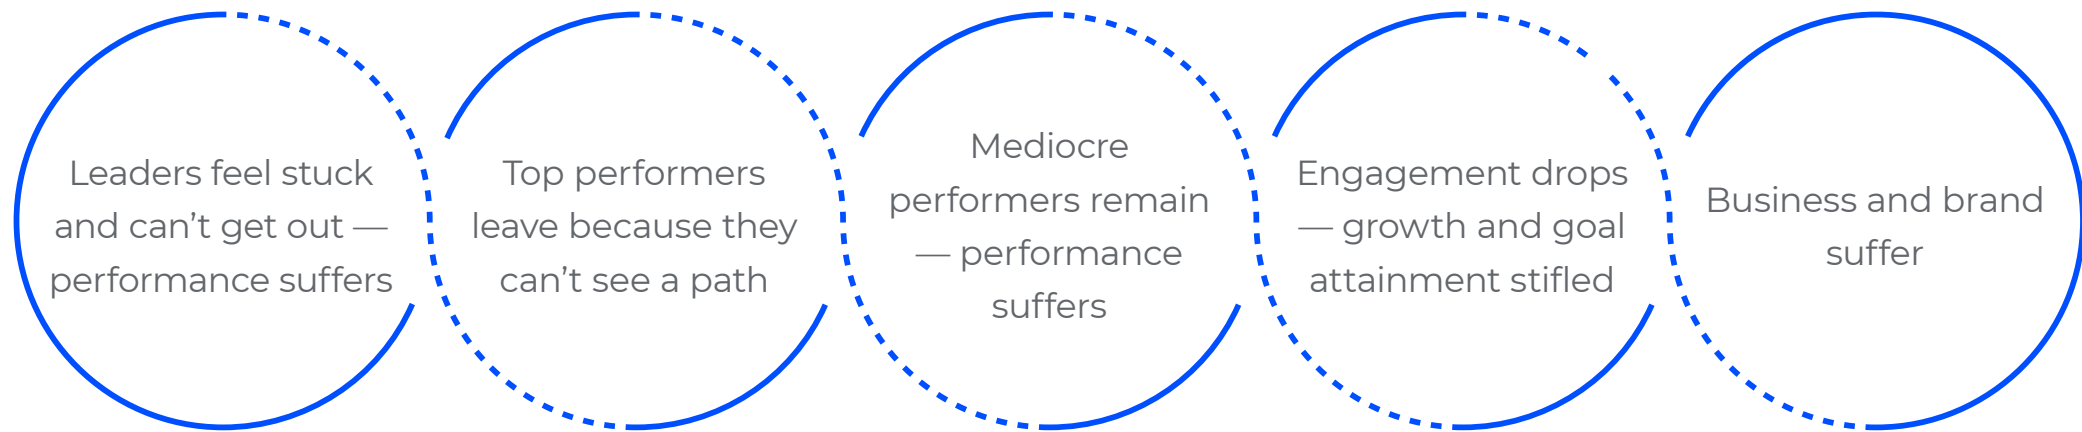 Leaders feel stuck
and can’t get out —
performance suffers
Top performers
leave because they
can’t see a path
Mediocre
performers remain
— performance
suffers
Engagement drops
— growth and goal
attainment stifled
Business and brand
suffer